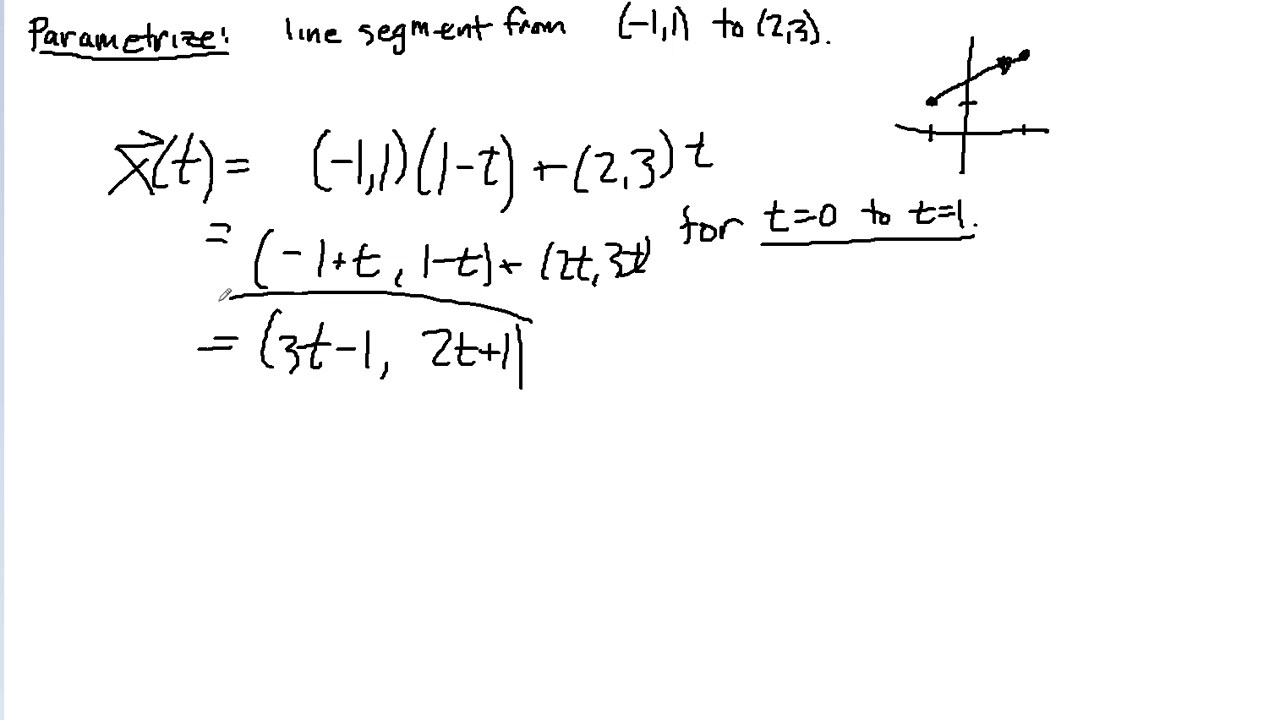 Parametrize: line segment from (-1,1) to (2,3).
x⃗(t) = (-1,1)(1-t) + (2,3)t
for t=0 to t=1.
= (-1+t, 1-t) + (2t,3t)
= (3t-1, 2t+1)